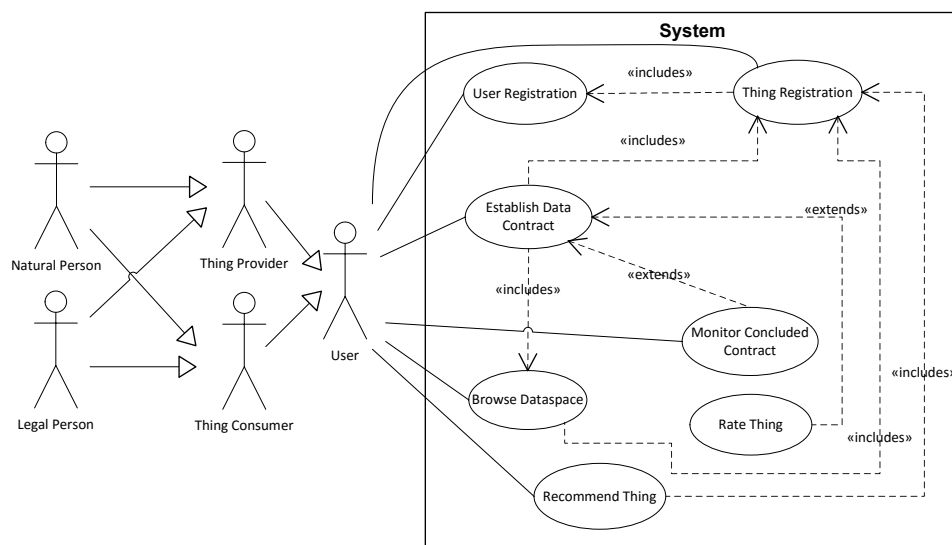 System
«includes»
User Registration
Thing Registration
«includes»
Establish Data
Contract
«extends»
Natural Person
Thing Provider
«extends»
«includes»
User
Monitor Concluded
Contract
«includes»
Browse Dataspace
Legal Person
Thing Consumer
Rate Thing
«includes»
Recommend Thing